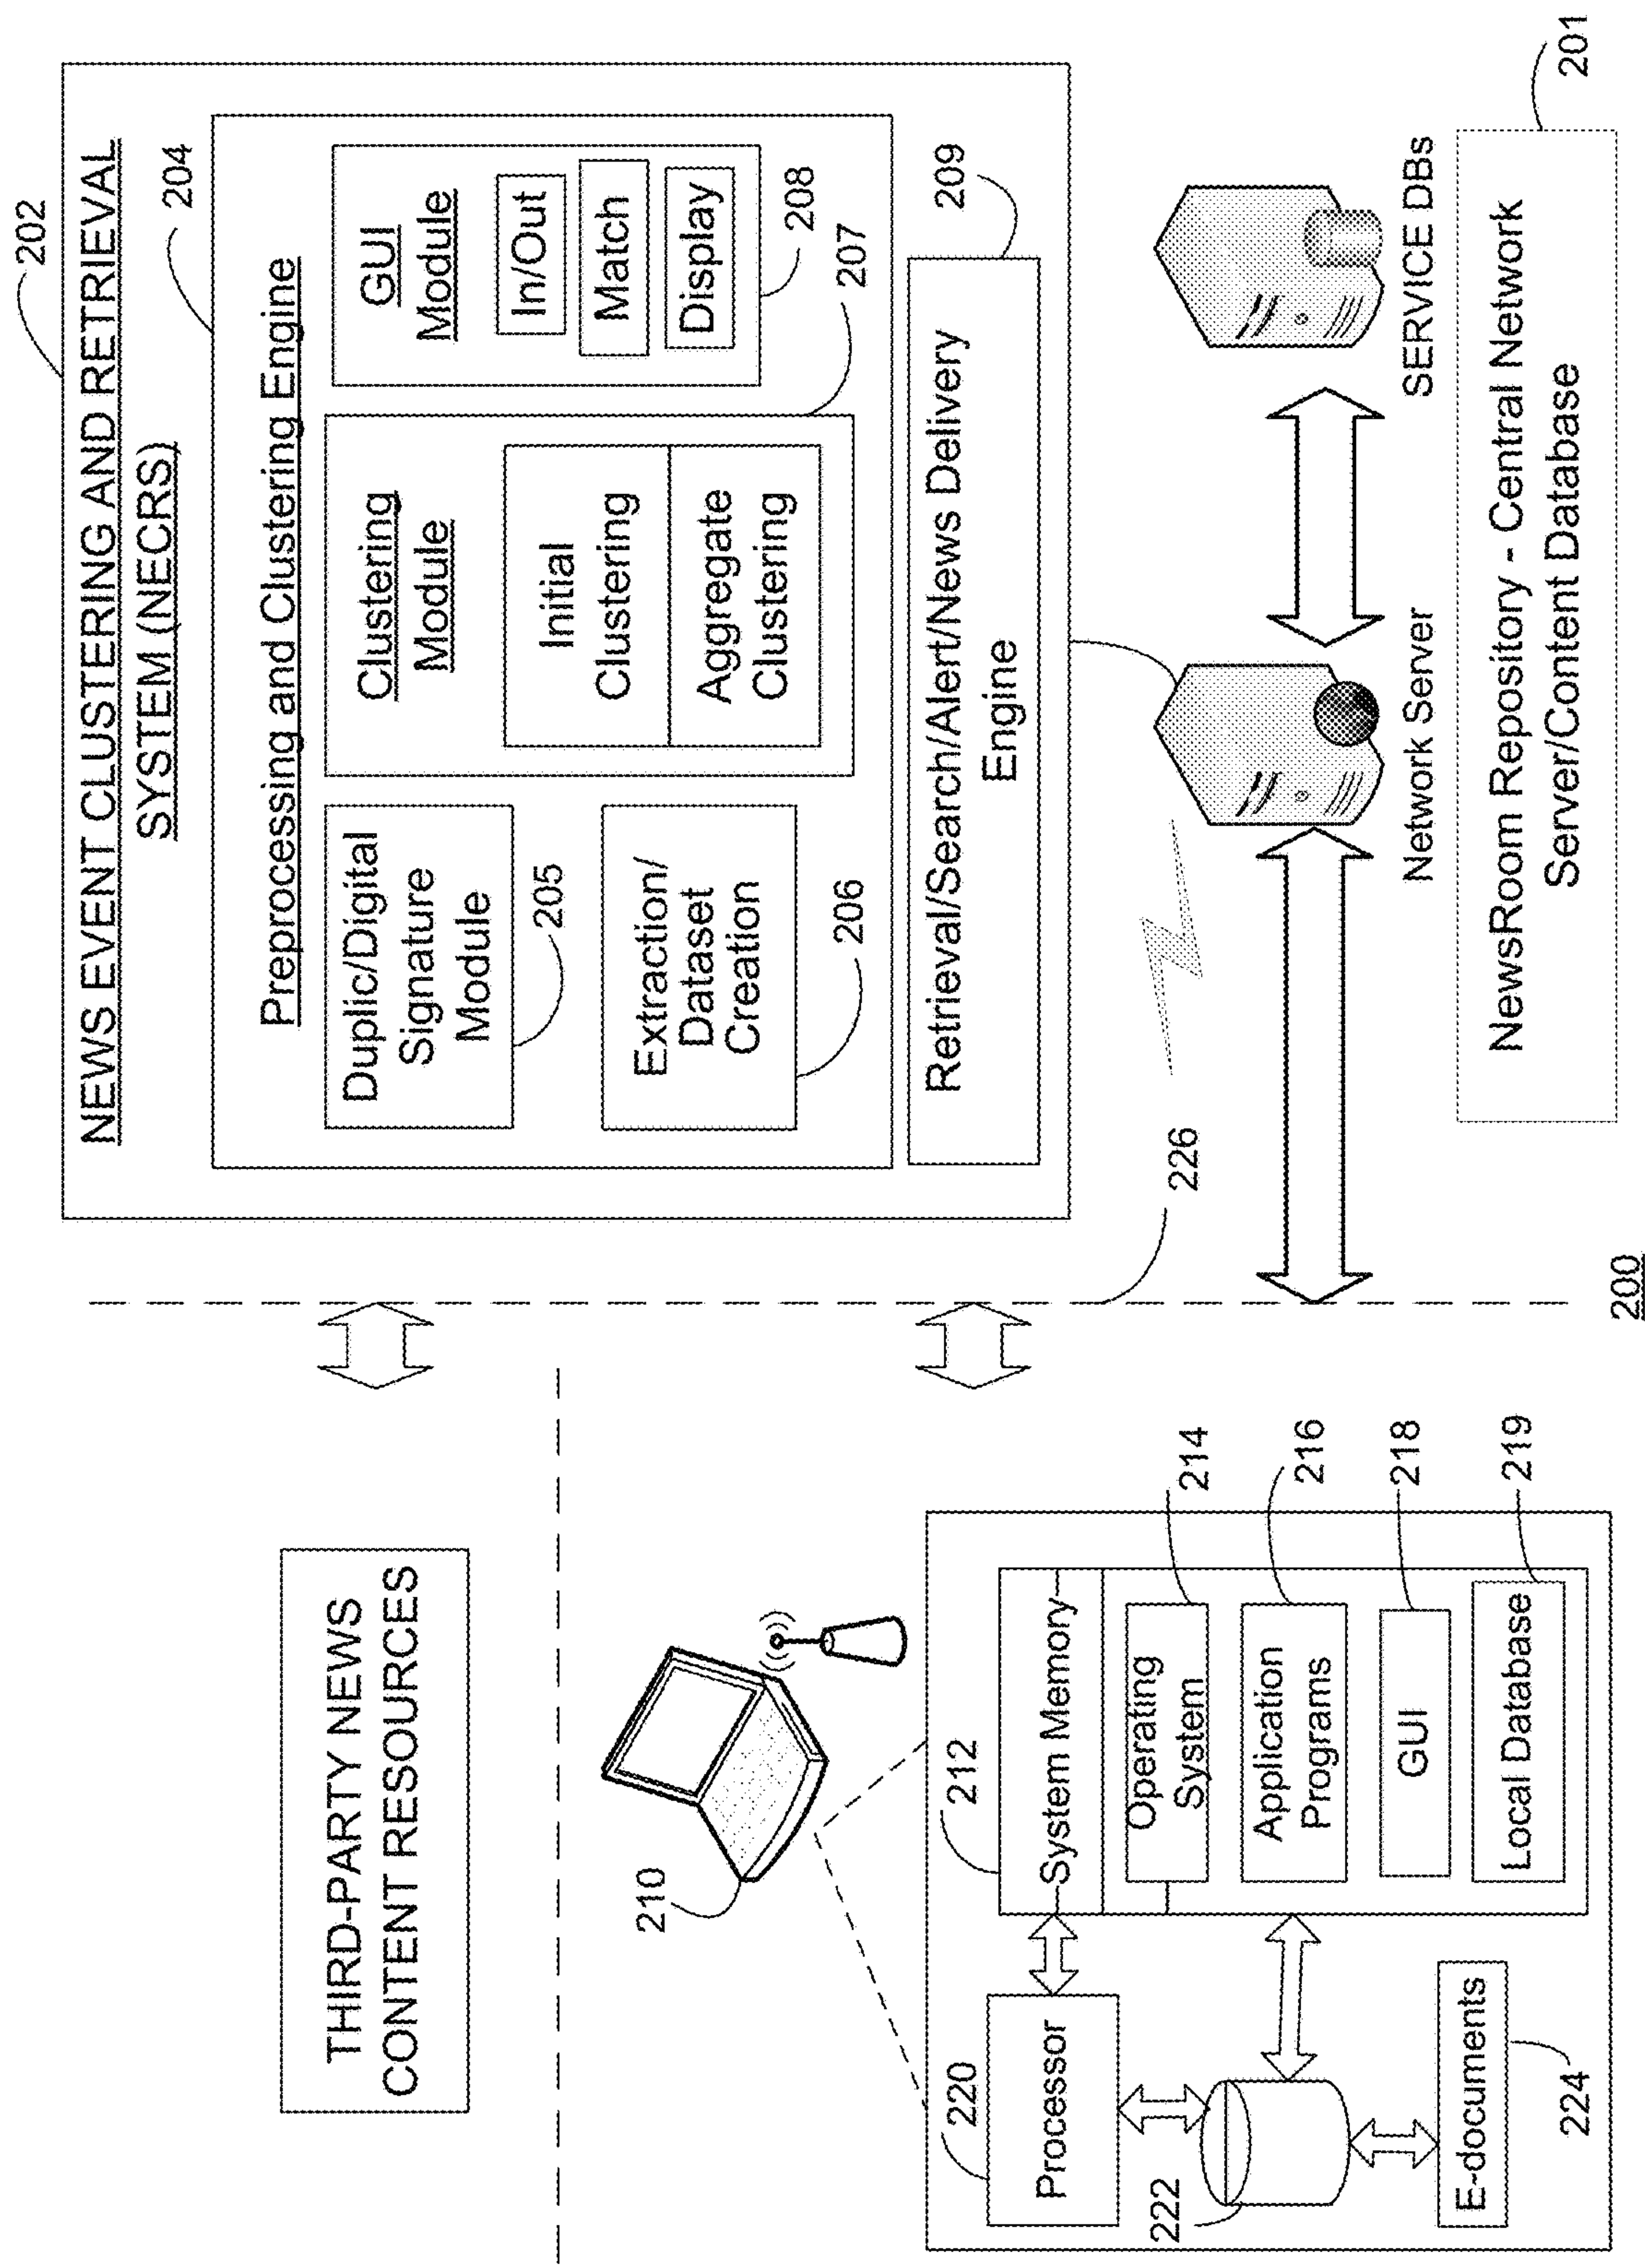 THIRD-PARTY NEWS
CONTENT RESOURCES
210
220
Processor
222
E-documents
224
212
System Memory
Operating
System
214
Application
Programs
216
GUI
218
Local Database
219
202
NEWS EVENT CLUSTERING AND RETRIEVAL
SYSTEM (NECRS)
204
Preprocessing and Clustering Engine
Duplic/Digital
Signature
Module
205
Extraction/
Dataset
Creation
206
Clustering
Module
Initial
Clustering
Aggregate
Clustering
207
GUI
Module
In/Out
Match
Display
208
Retrieval/Search/Alert/News Delivery
Engine
209
226
Network Server
SERVICE DBs
NewsRoom Repository - Central Network
Server/Content Database
201
200